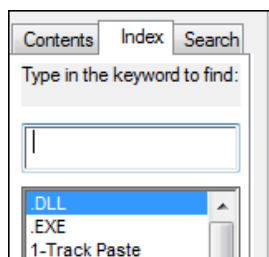 Contents Index Search
Type in the keyword to find:
.DLL
.EXE
1-Track Paste